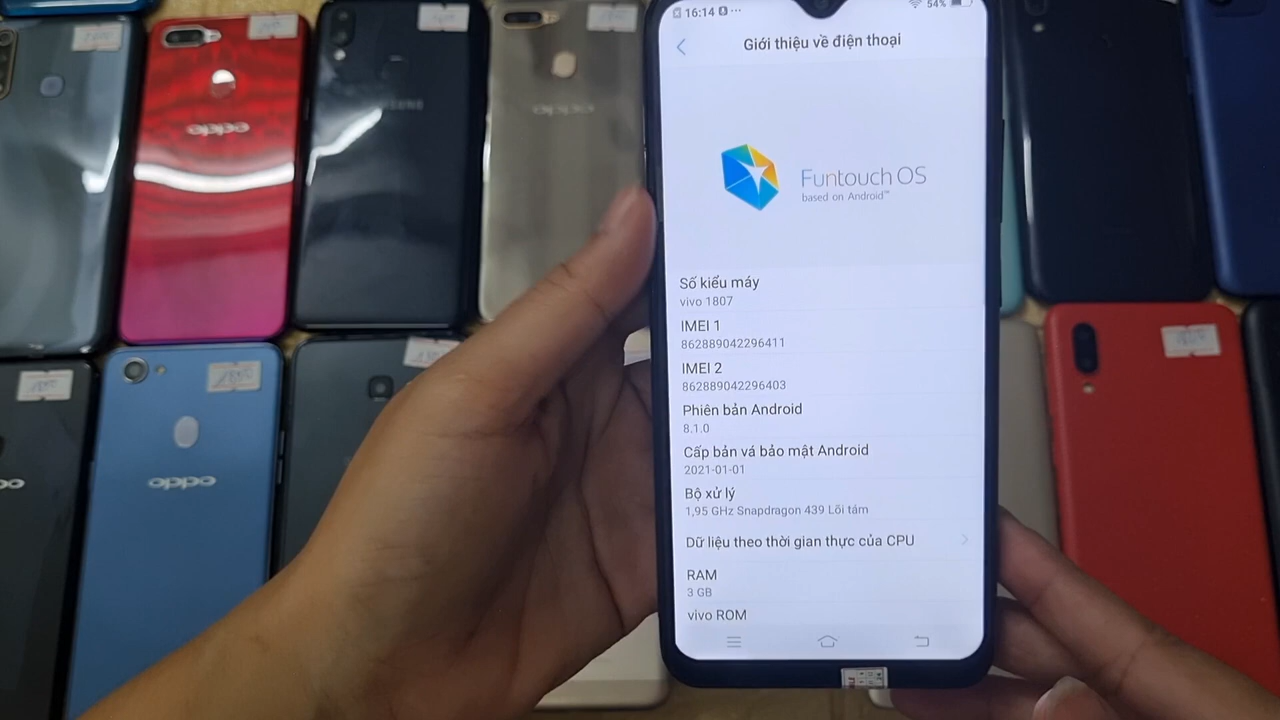 16:14
54%
Giới thiệu về điện thoại
Funtouch OS
based on Android™
Số kiểu máy
vivo 1807
IMEI 1
862889042296411
IMEI 2
862889042296403
Phiên bản Android
8.1.0
Cấp bản vá bảo mật Android
2021-01-01
Bộ xử lý
1,95 GHz Snapdragon 439 Lõi tám
Dữ liệu theo thời gian thực của CPU
RAM
3 GB
vivo ROM
oppo
oppo
oppo